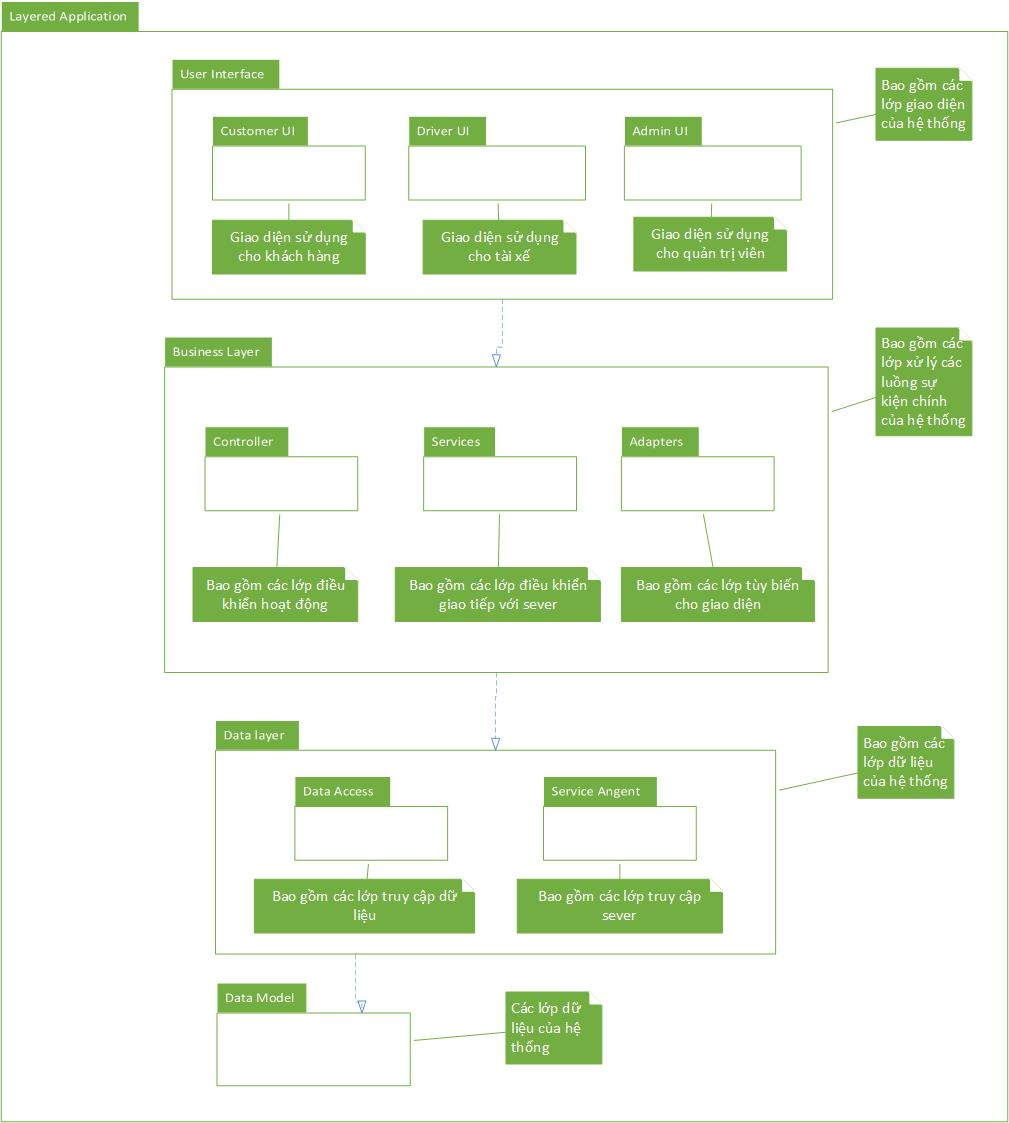 Layered Application
User Interface
Bao gồm các
lớp giao diện
của hệ thống
Customer UI
Driver UI
Admin UI
Giao diện sử dụng
cho khách hàng
Giao diện sử dụng
cho tài xế
Giao diện sử dụng
cho quản trị viên
Business Layer
Bao gồm các
lớp xử lý các
luồng sự
kiện chính
của hệ thống
Controller
Services
Adapters
Bao gồm các lớp điều
khiển hoạt động
Bao gồm các lớp điều khiển
giao tiếp với sever
Bao gồm các lớp tùy biến
cho giao diện
Data layer
Bao gồm các
lớp dữ liệu
của hệ thống
Data Access
Service Angent
Bao gồm các lớp truy cập dữ
liệu
Bao gồm các lớp truy cập
sever
Data Model
Các lớp dữ
liệu của hệ
thống